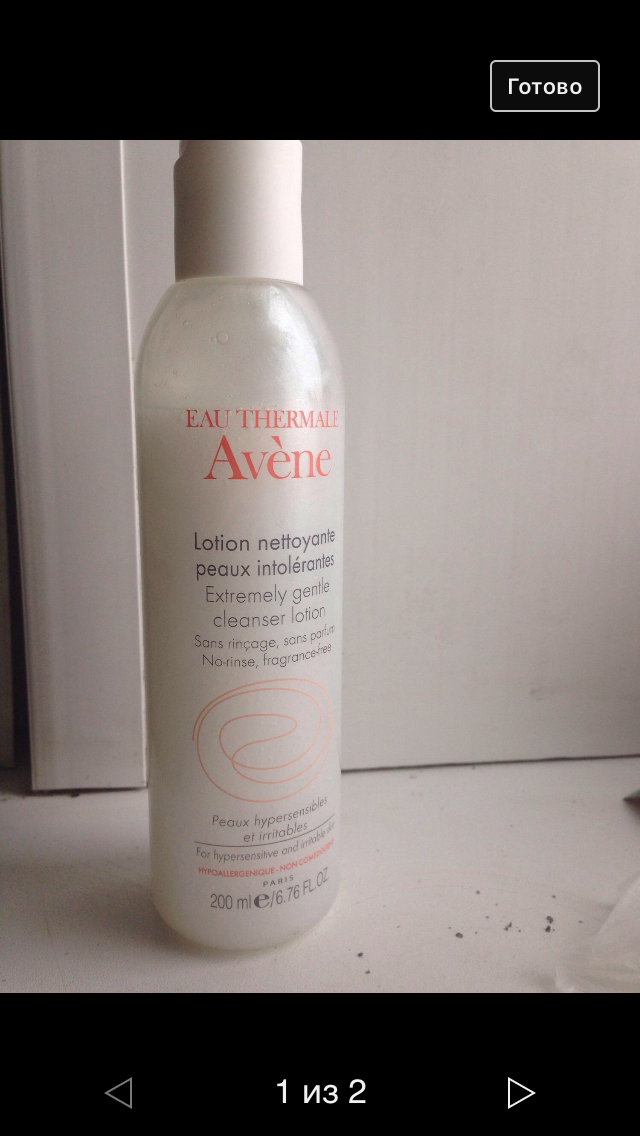 Готово
EAU THERMALE
Avène
Lotion nettoyante
peaux intolérantes
Extremely gentle
cleanser lotion
Sans rinçage, sans parfum
No-rinse, fragrance-free
Peaux hypersensibles
et irritables
For hypersensitive and irritable skin
HYPOALLERGENIQUE - NON COMEDOGENE
PARIS
200 ml e/6.76 FL.OZ.
1 из 2